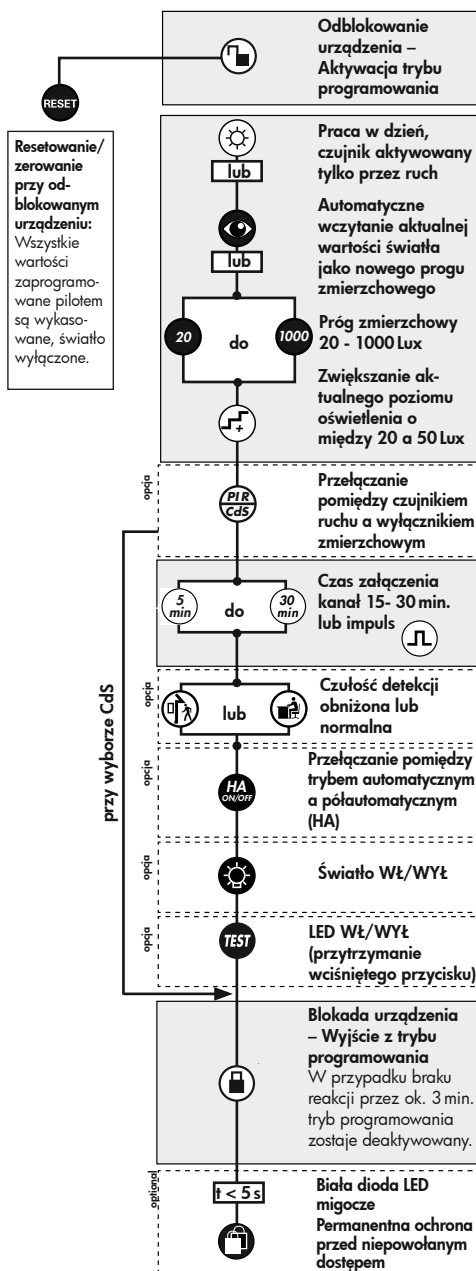 Odblokowanie
urządzenia –
Aktywacja trybu
programowania
RESET
Resetowanie/
zerowanie
przy od-
blokowanym
urządzeniu:
Wszystkie
wartości
zaprogramo-
wane pilotem
są wykaso-
wane, światło
wyłączone.
Praca w dzień,
czujnik aktywowany
tylko przez ruch
lub
Automatyczne
wczytanie aktualnej
wartości światła
jako nowego progu
zmierzchowego
lub
20
do
1000
Próg zmierzchowy
20 - 1000 Lux
Zwiększanie ak-
tualnego poziomu
oświetlenia o
między 20 a 50 Lux
opcja
PIR
CdS
Przełączanie
pomiędzy czujnikiem
ruchu a wyłącznikiem
zmierzchowym
5
min
do
30
min
Czas załączenia
kanał 15- 30 min.
lub impuls
przy wyborze CdS
opcja
lub
Czułość detekcji
obniżona lub
normalna
opcja
HA
ON/OFF
Przełączanie pomiędzy
trybem automatycznym
a półautomatycznym
(HA)
opcja
Światło WŁ/WYŁ
opcja
TEST
LED WŁ/WYŁ
(przytrzymanie
wciśniętego przycisku)
Blokada urządzenia
– Wyjście z trybu
programowania
W przypadku braku
reakcji przez ok. 3 min.
tryb programowania
zostaje deaktywowany.
optional
t < 5 s
Biała dioda LED
migocze
Permanentna ochrona
przed niepowołanym
dostępem